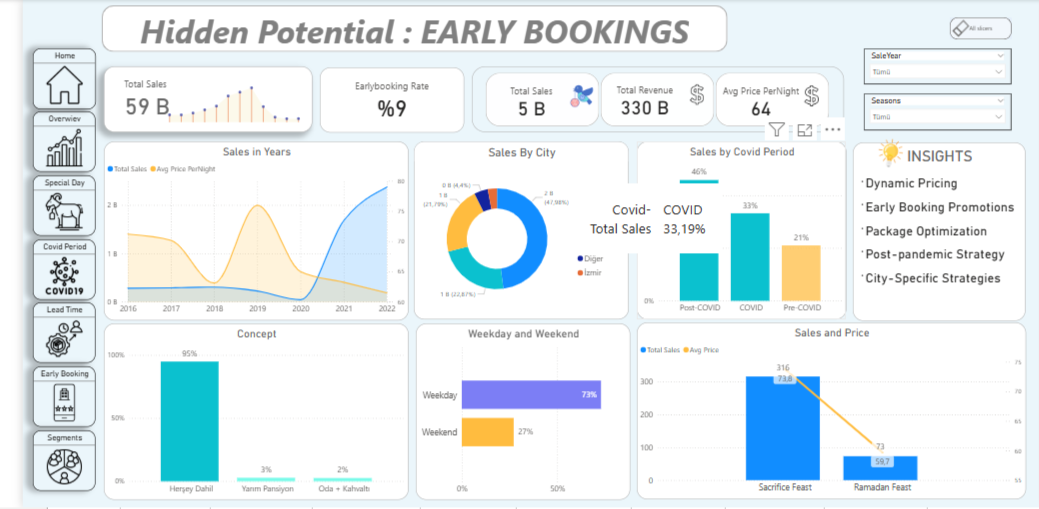 Hidden Potential : EARLY BOOKINGS
All slicers
Home
Overwiev
Special Day
Covid Period
COVID19
Lead Time
Early Booking
Segments
Total Sales
59 B
Earlybooking Rate
%9
Total Sales
5 B
Total Revenue
330 B
Avg Price PerNight
64
SaleYear
Tümü
Seasons
Tümü
Sales in Years
Total Sales Avg Price PerNight
2 B
1 B
0 B
80
75
70
65
60
2016 2017 2018 2019 2020 2021 2022
Sales By City
0 B (4,4%)
1 B
(21,79%)
2 B
(47,98%)
1 B (22,87%)
Diğer
İzmir
Sales by Covid Period
46%
33%
21%
0%
Post-COVID COVID Pre-COVID
Covid- COVID
Total Sales 33,19%
INSIGHTS
Dynamic Pricing
Early Booking Promotions
Package Optimization
Post-pandemic Strategy
City-Specific Strategies
Concept
100%
50%
0%
95%
3%
2%
Herşey Dahil Yarım Pansiyon Oda + Kahvaltı
Weekday and Weekend
Weekday 73%
Weekend 27%
0% 50%
Sales and Price
Total Sales Avg Price
300
200
100
0
316
73,8
73
59,7
75
70
65
60
55
Sacrifice Feast Ramadan Feast